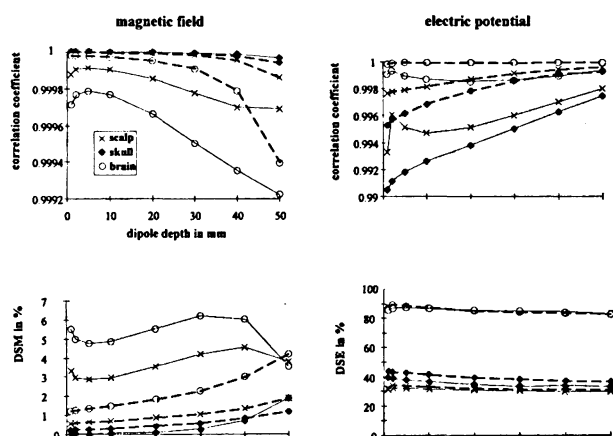 magnetic field
electric potential
correlation coefficient
1
0.9998
0.9996
0.9994
0.9992
scalp
skull
brain
0 10 20 30 40 50
dipole depth in mm
correlation coefficient
1
0.998
0.996
0.994
0.992
0.99
DSM in %
7
6
5
4
3
2
1
0
DSE in %
100
80
60
40
20
0